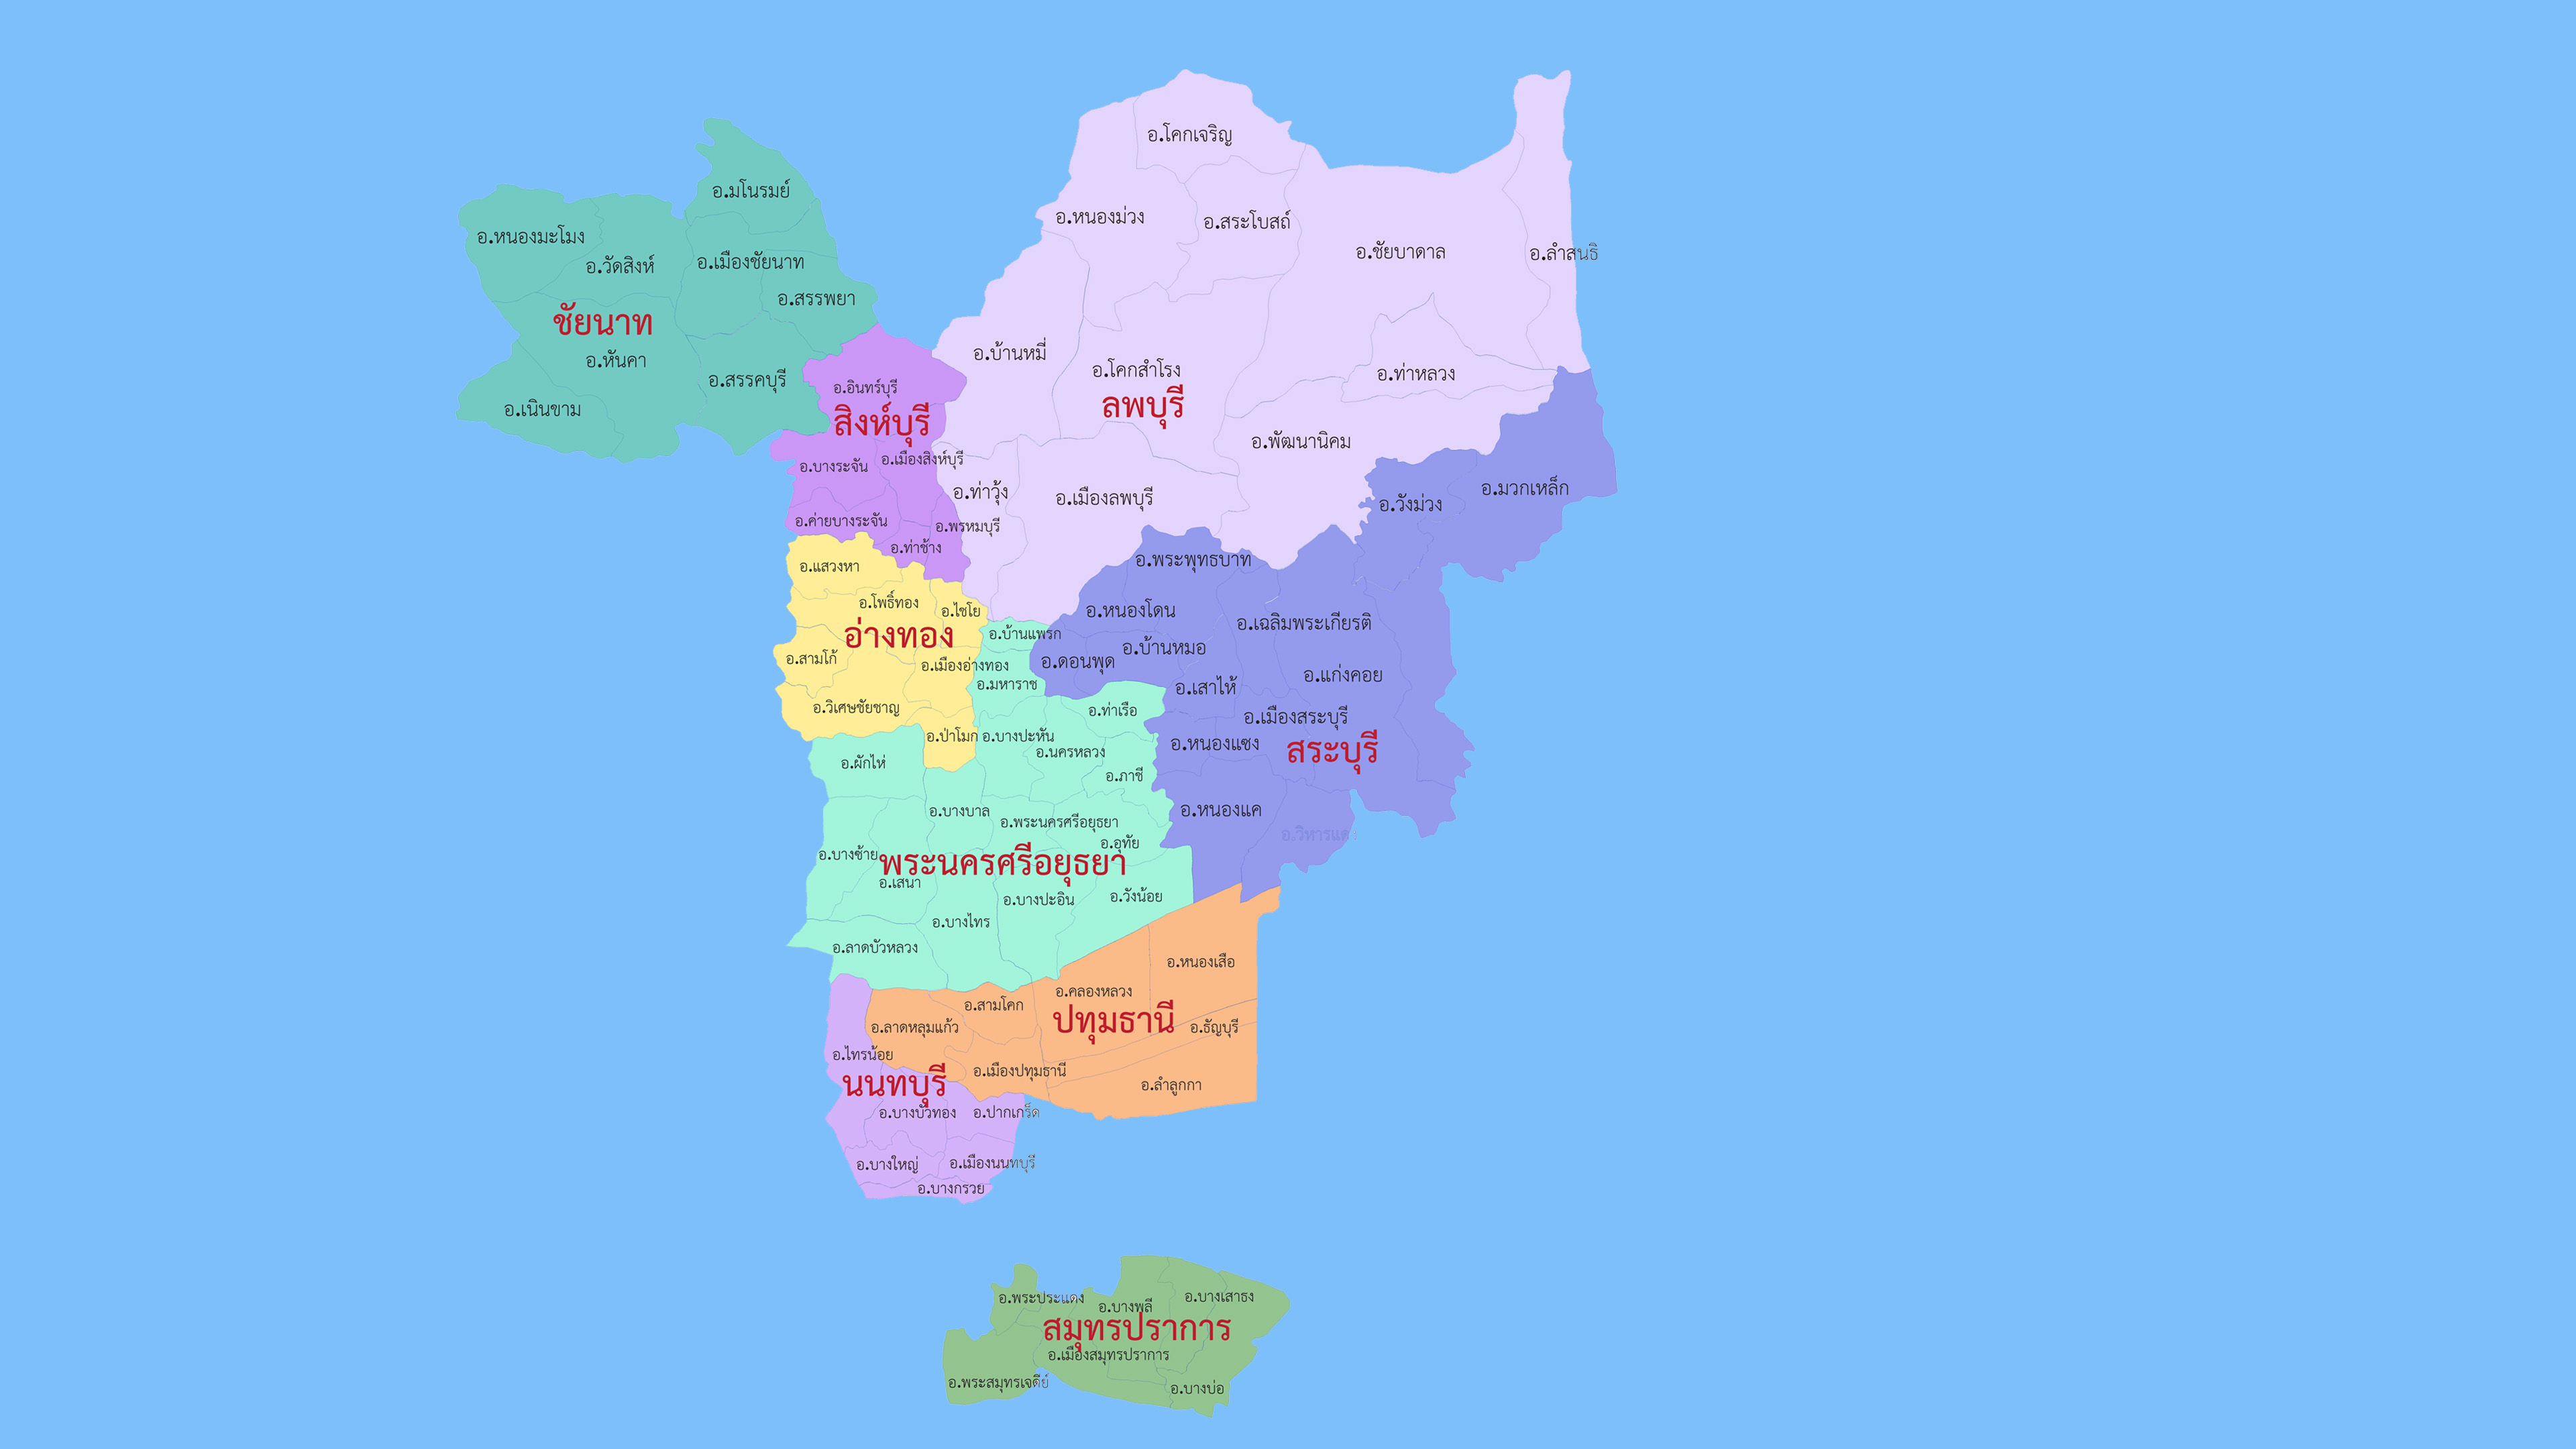 อ.โคกเจริญ
อ.มโนรมย์
อ.หนองม่วง
อ.สระโบสถ์
อ.หนองมะโมง
อ.วัดสิงห์
อ.เมืองชัยนาท
อ.ชัยบาดาล
อ.ลำสนธิ
อ.สรรพยา
ชัยนาท
อ.หันคา
อ.บ้านหมี่
อ.โคกสำโรง
อ.ท่าหลวง
อ.สรรคบุรี
อ.อินทร์บุรี
อ.เนินขาม
สิงห์บุรี
ลพบุรี
อ.พัฒนานิคม
อ.บางระจัน
อ.เมืองสิงห์บุรี
อ.ท่าวุ้ง
อ.เมืองลพบุรี
อ.วังม่วง
อ.มวกเหล็ก
อ.ค่ายบางระจัน
อ.พรหมบุรี
อ.ท่าช้าง
อ.พระพุทธบาท
อ.แสวงหา
อ.โพธิ์ทอง
อ.ไชโย
อ.หนองโดน
อ.เฉลิมพระเกียรติ
อ่างทอง
อ.บ้านแพรก
อ.บ้านหมอ
อ.สามโก้
อ.เมืองอ่างทอง
อ.ดอนพุด
อ.มหาราช
อ.เสาไห้
อ.แก่งคอย
อ.วิเศษชัยชาญ
อ.ท่าเรือ
อ.เมืองสระบุรี
อ.ป่าโมก
อ.บางปะหัน
อ.นครหลวง
อ.หนองแซง
สระบุรี
อ.ผักไห่
อ.ภาชี
อ.บางบาล
อ.พระนครศรีอยุธยา
อ.หนองแค
อ.วิหารแดง
อ.อุทัย
อ.บางซ้าย
พระนครศรีอยุธยา
อ.เสนา
อ.บางปะอิน
อ.วังน้อย
อ.บางไทร
อ.ลาดบัวหลวง
อ.หนองเสือ
อ.คลองหลวง
อ.สามโคก
ปทุมธานี
อ.ลาดหลุมแก้ว
อ.ธัญบุรี
อ.ไทรน้อย
อ.เมืองปทุมธานี
นนทบุรี
อ.ลำลูกกา
อ.บางบัวทอง
อ.ปากเกร็ด
อ.บางใหญ่
อ.เมืองนนทบุรี
อ.บางกรวย
อ.พระประแดง
อ.บางพลี
อ.บางเสาธง
สมุทรปราการ
อ.เมืองสมุทรปราการ
อ.พระสมุทรเจดีย์
อ.บางบ่อ